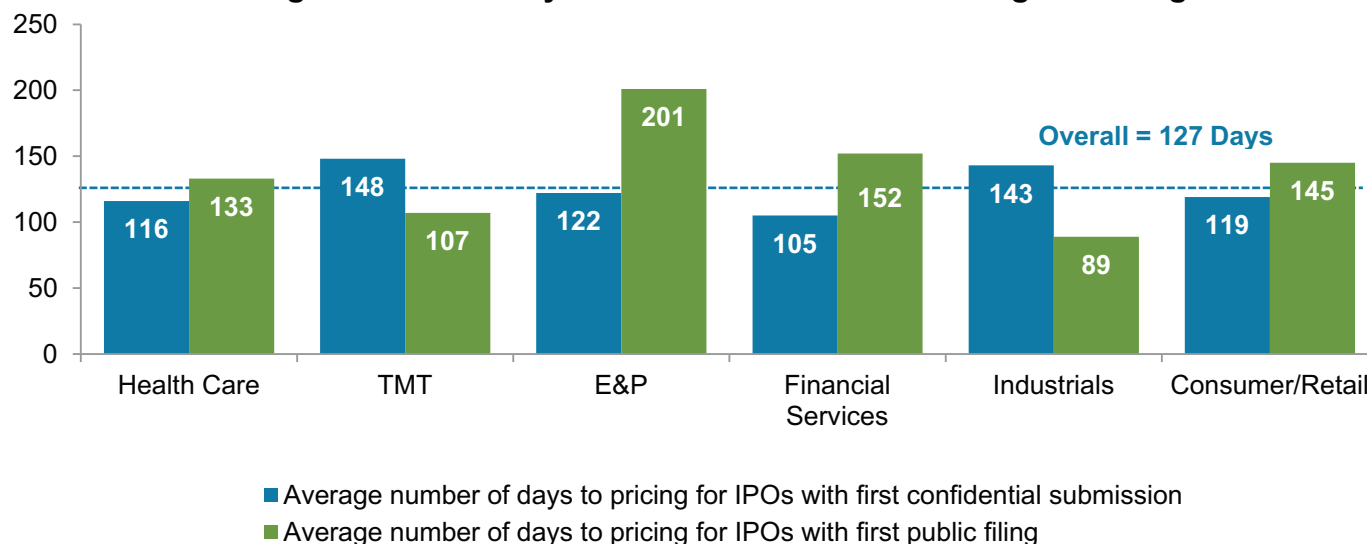 250
200
150
100
50
0
Overall = 127 Days
116
133
148
107
122
201
105
152
143
89
119
145
Health Care
TMT
E&P
Financial
Services
Industrials
Consumer/Retail
Average number of days to pricing for IPOs with first confidential submission
Average number of days to pricing for IPOs with first public filing